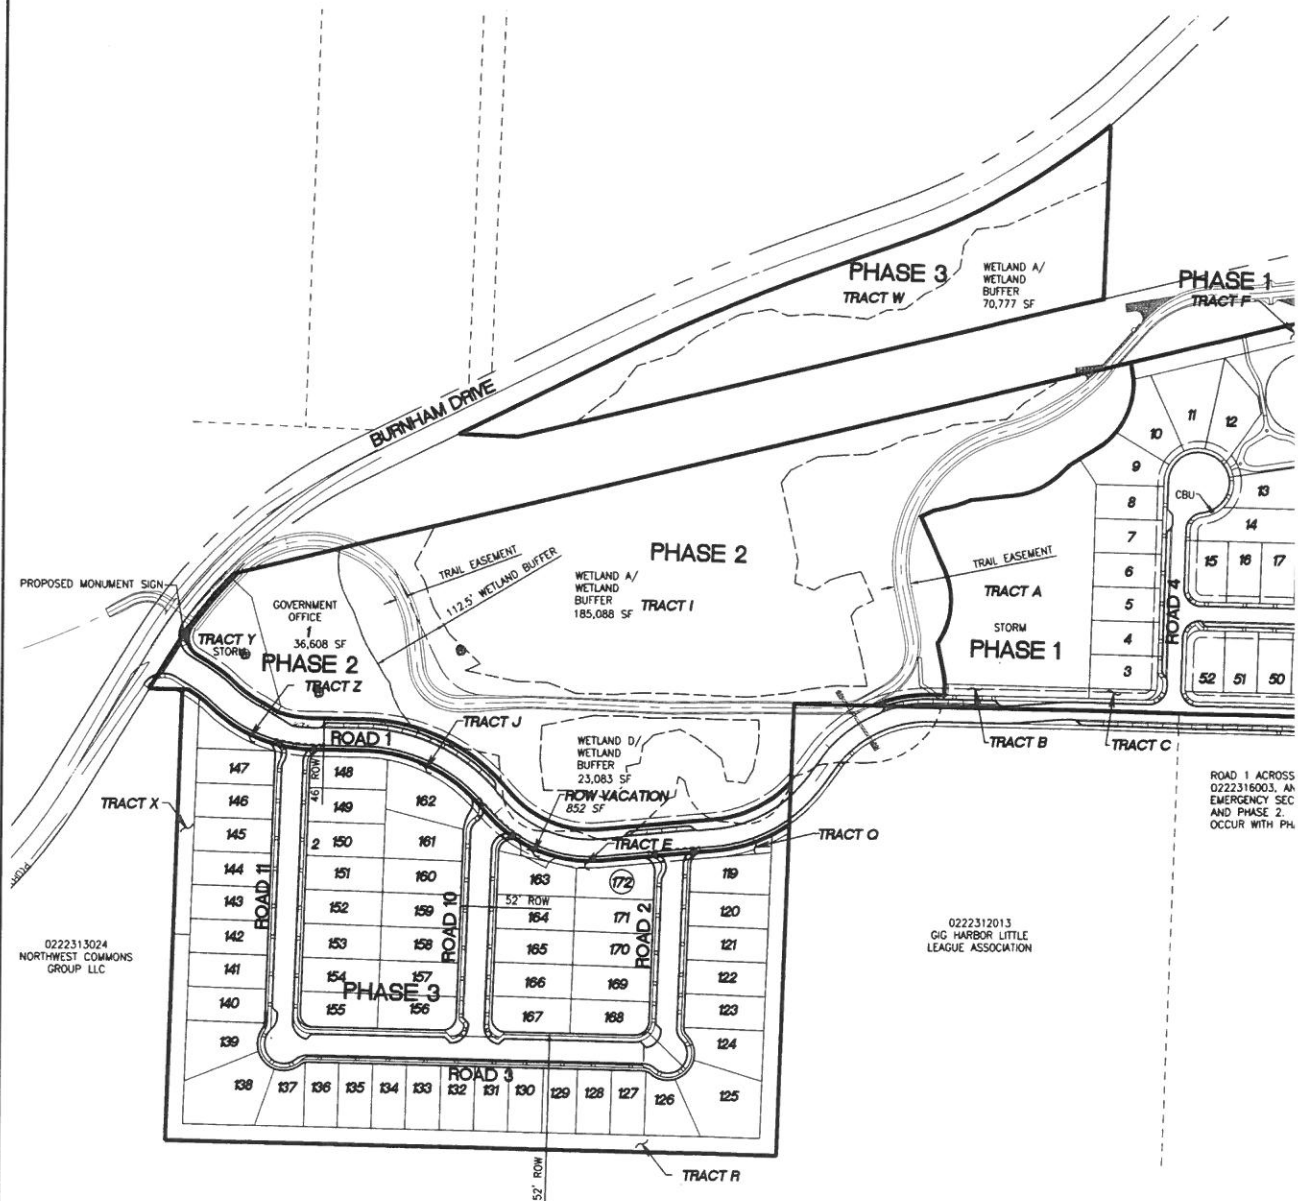 PHASE 3
TRACT W
WETLAND A/
WETLAND
BUFFER
70,777 SF
PHASE 1
TRACT F
BURNHAM DRIVE
11
12
10
9
8
7
6
5
4
3
CBU
13
14
15 16 17
ROAD 4
52 51 50
PHASE 2
TRAIL EASEMENT
112.5' WETLAND BUFFER
WETLAND A/
WETLAND
BUFFER
185,088 SF
TRACT I
TRAIL EASEMENT
TRACT A
STORM
PHASE 1
PROPOSED MONUMENT SIGN
GOVERNMENT
OFFICE
1
36,608 SF
TRACT Y
STORM
PHASE 2
TRACT Z
TRACT J
ROAD 1
WETLAND D/
WETLAND
BUFFER
23,083 SF
ROW VACATION
852 SF
TRACT B
TRACT C
TRACT E
TRACT Q
TRACT X
ROAD 1 ACROSS
0222316003, AN
EMERGENCY SEC
AND PHASE 2.
OCCUR WITH PH
46' ROW
147
146
145
144
143
142
141
140
139
138
ROAD 11
148
149
2
150
151
152
153
154
155
162
161
160
159
158
157
156
PHASE 3
ROAD 10
52' ROW
163
164
165
166
167
172
171
170
169
168
ROAD 2
119
120
121
122
123
124
125
ROAD 3
137 136 135 134 133 132 131 130 129 128 127 126
52' ROW
TRACT R
0222313024
NORTHWEST COMMONS
GROUP LLC
0222312013
GIG HARBOR LITTLE
LEAGUE ASSOCIATION